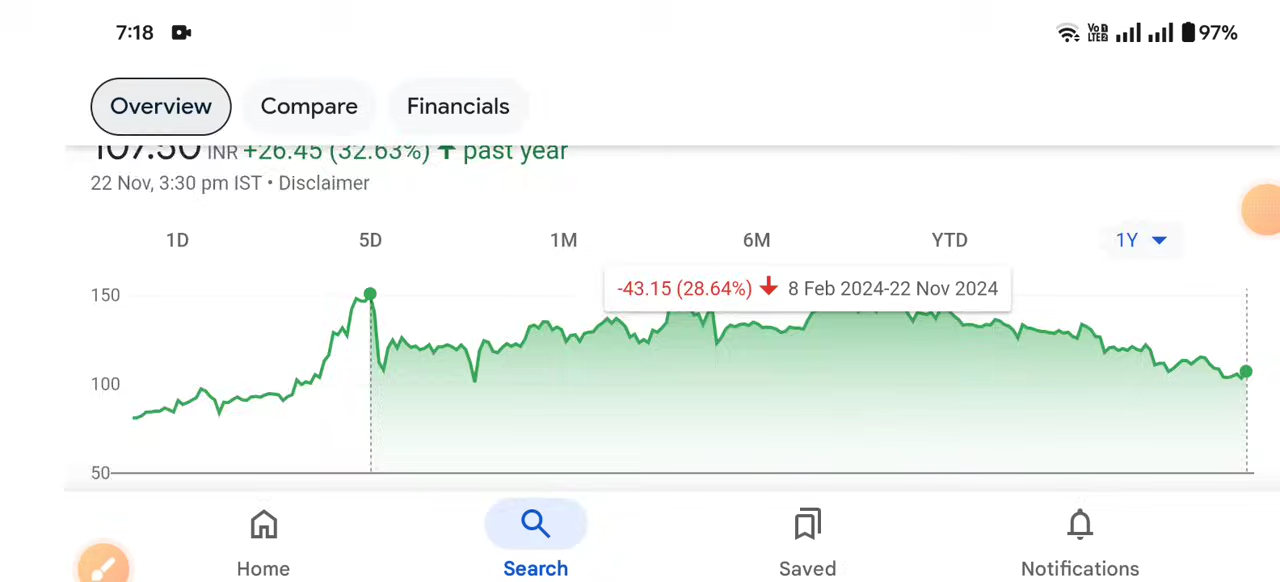 7:18 97%
Overview Compare Financials
107.50 INR +26.45 (32.63%) past year
22 Nov, 3:30 pm IST • Disclaimer
1D 5D 1M 6M YTD 1Y
-43.15 (28.64%) 8 Feb 2024-22 Nov 2024
150
100
50
Home Search Saved Notifications